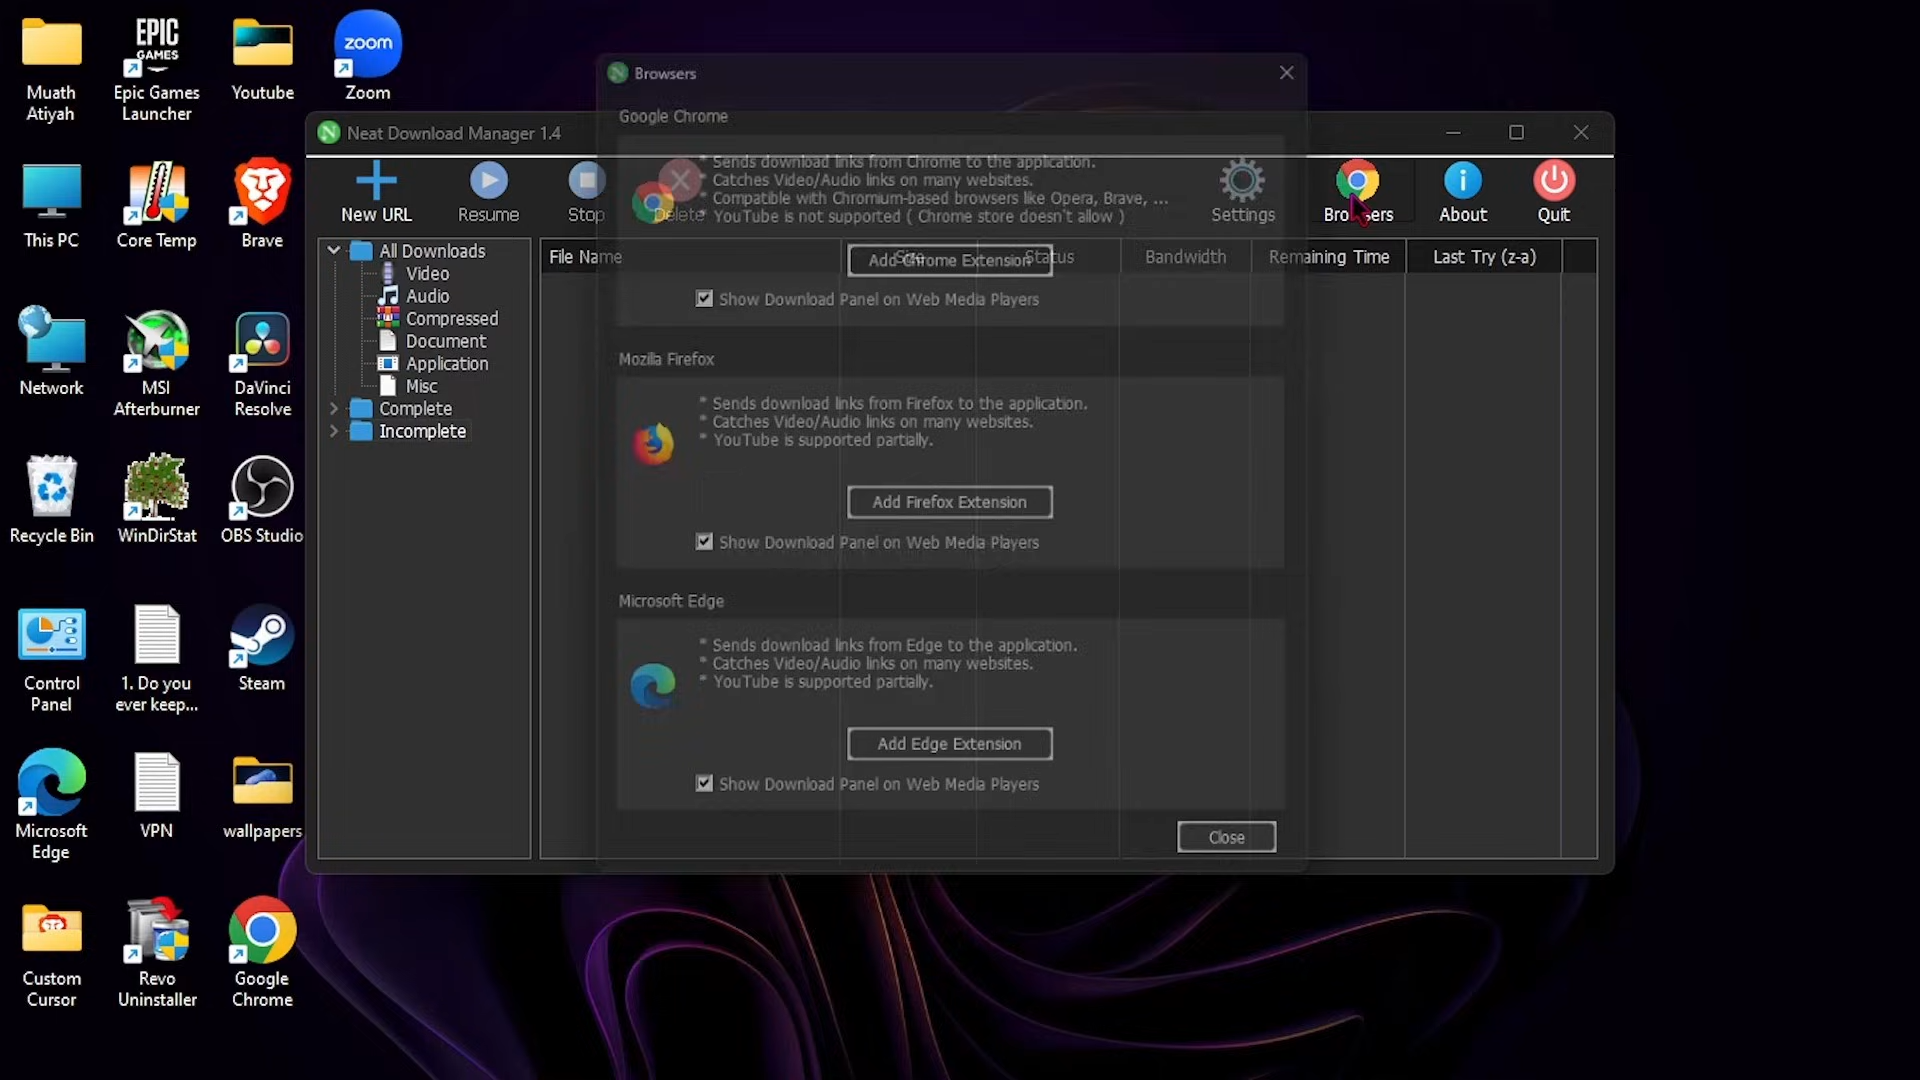 Muath
Atiyah
EPIC
GAMES
Epic Games
Launcher
Youtube
zoom
Zoom
This PC
Core Temp
Brave
Network
MSI
Afterburner
DaVinci
Resolve
Recycle Bin
WinDirStat
OBS Studio
Control
Panel
1. Do you
ever keep...
Steam
Microsoft
Edge
VPN
wallpapers
Custom
Cursor
Revo
Uninstaller
Google
Chrome
Neat Download Manager 1.4
New URL
Resume
Stop
Delete
Settings
Browsers
About
Quit
All Downloads
Video
Audio
Compressed
Document
Application
Misc
Complete
Incomplete
File Name
Size
Status
Bandwidth
Remaining Time
Last Try (z-a)
Browsers
Google Chrome
* Sends download links from Chrome to the application.
* Catches Video/Audio links on many websites.
* Compatible with Chromium-based browsers like Opera, Brave, ...
* YouTube is not supported ( Chrome store doesn't allow )
Add Chrome Extension
Show Download Panel on Web Media Players
Mozilla Firefox
* Sends download links from Firefox to the application.
* Catches Video/Audio links on many websites.
* YouTube is supported partially.
Add Firefox Extension
Show Download Panel on Web Media Players
Microsoft Edge
* Sends download links from Edge to the application.
* Catches Video/Audio links on many websites.
* YouTube is supported partially.
Add Edge Extension
Show Download Panel on Web Media Players
Close